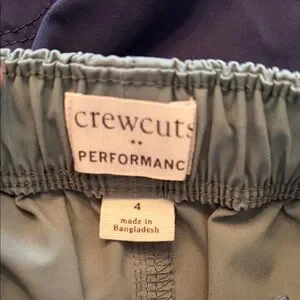 crewcuts
••
PERFORMANC
4
made in
Bangladesh